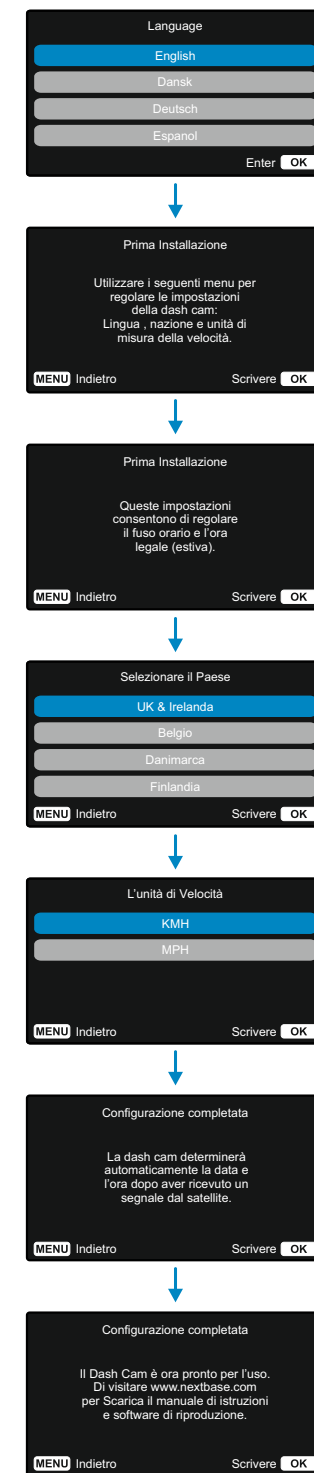 Language
English
Dansk
Deutsch
Espanol
Enter OK
Prima Installazione
Utilizzare i seguenti menu per
regolare le impostazioni
della dash cam:
Lingua , nazione e unità di
misura della velocità.
MENU Indietro Scrivere OK
Prima Installazione
Queste impostazioni
consentono di regolare
il fuso orario e l'ora
legale (estiva).
MENU Indietro Scrivere OK
Selezionare il Paese
UK & Irelanda
Belgio
Danimarca
Finlandia
MENU Indietro Scrivere OK
L'unità di Velocità
KMH
MPH
MENU Indietro Scrivere OK
Configurazione completata
La dash cam determinerà
automaticamente la data e
l'ora dopo aver ricevuto un
segnale dal satellite.
MENU Indietro Scrivere OK
Configurazione completata
Il Dash Cam è ora pronto per l'uso.
Di visitare www.nextbase.com
per Scarica il manuale di istruzioni
e software di riproduzione.
MENU Indietro Scrivere OK